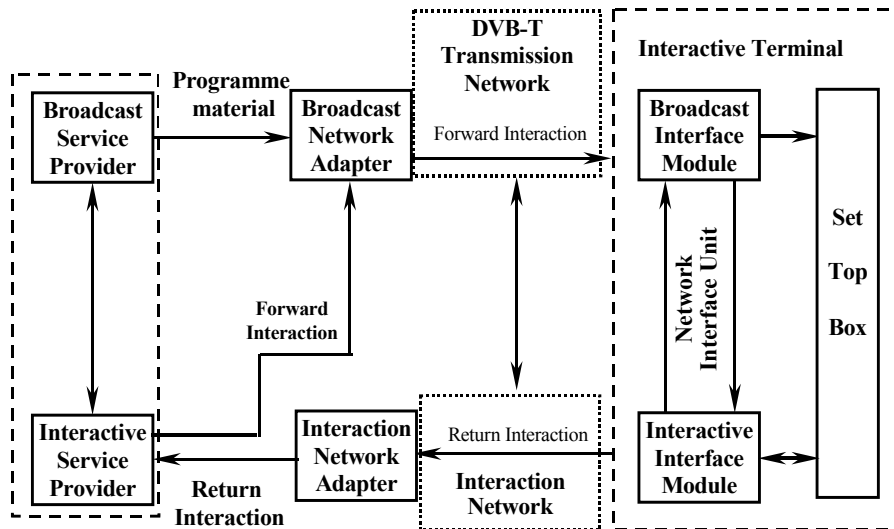 DVB-T
Transmission
Network
Interactive Terminal
Programme
material
Broadcast
Service
Provider
Broadcast
Network
Adapter
Forward Interaction
Broadcast
Interface
Module
Set
Top
Box
Network
Interface Unit
Forward
Interaction
Interactive
Service
Provider
Return
Interaction
Interaction
Network
Adapter
Return Interaction
Interaction
Network
Interactive
Interface
Module